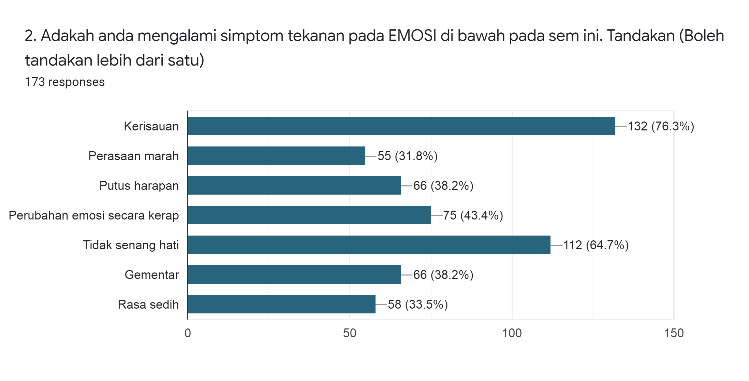 2. Adakah anda mengalami simptom tekanan pada EMOSI di bawah pada sem ini. Tandakan (Boleh
tandakan lebih dari satu)
173 responses
Kerisauan 132 (76.3%)
Perasaan marah 55 (31.8%)
Putus harapan 66 (38.2%)
Perubahan emosi secara kerap 75 (43.4%)
Tidak senang hati 112 (64.7%)
Gementar 66 (38.2%)
Rasa sedih 58 (33.5%)
0 50 100 150